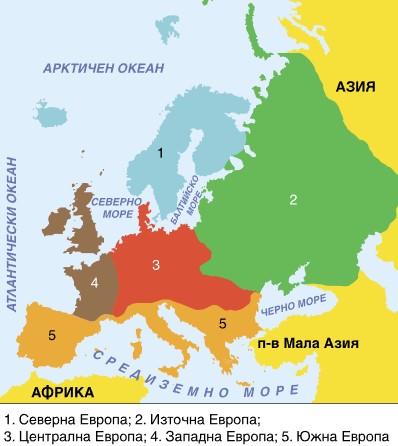 АРКТИЧЕН ОКЕАН
АЗИЯ
1
АТЛАНТИЧЕСКИ ОКЕАН
СЕВЕРНО
МОРЕ
БАЛТИЙСКО
МОРЕ
2
3
4
ЧЕРНО МОРЕ
5
5
п-в Мала Азия
СРЕДИЗЕМНО МОРЕ
АФРИКА
1. Северна Европа; 2. Източна Европа;
3. Централна Европа; 4. Западна Европа; 5. Южна Европа